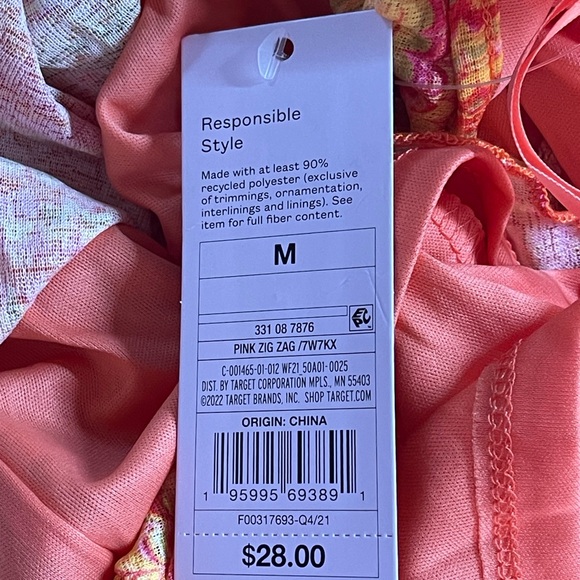 Responsible
Style
Made with at least 90%
recycled polyester (exclusive
of trimmings, ornamentation,
interlinings and linings). See
item for full fiber content.
M
331 08 7876
PINK ZIG ZAG /7W7KX
C-001465-01-012 WF21 50A01-0025
DIST. BY TARGET CORPORATION MPLS., MN 55403
©2022 TARGET BRANDS, INC. SHOP TARGET.COM
ORIGIN: CHINA
1 95995 69389 1
F00317693-Q4/21
$28.00